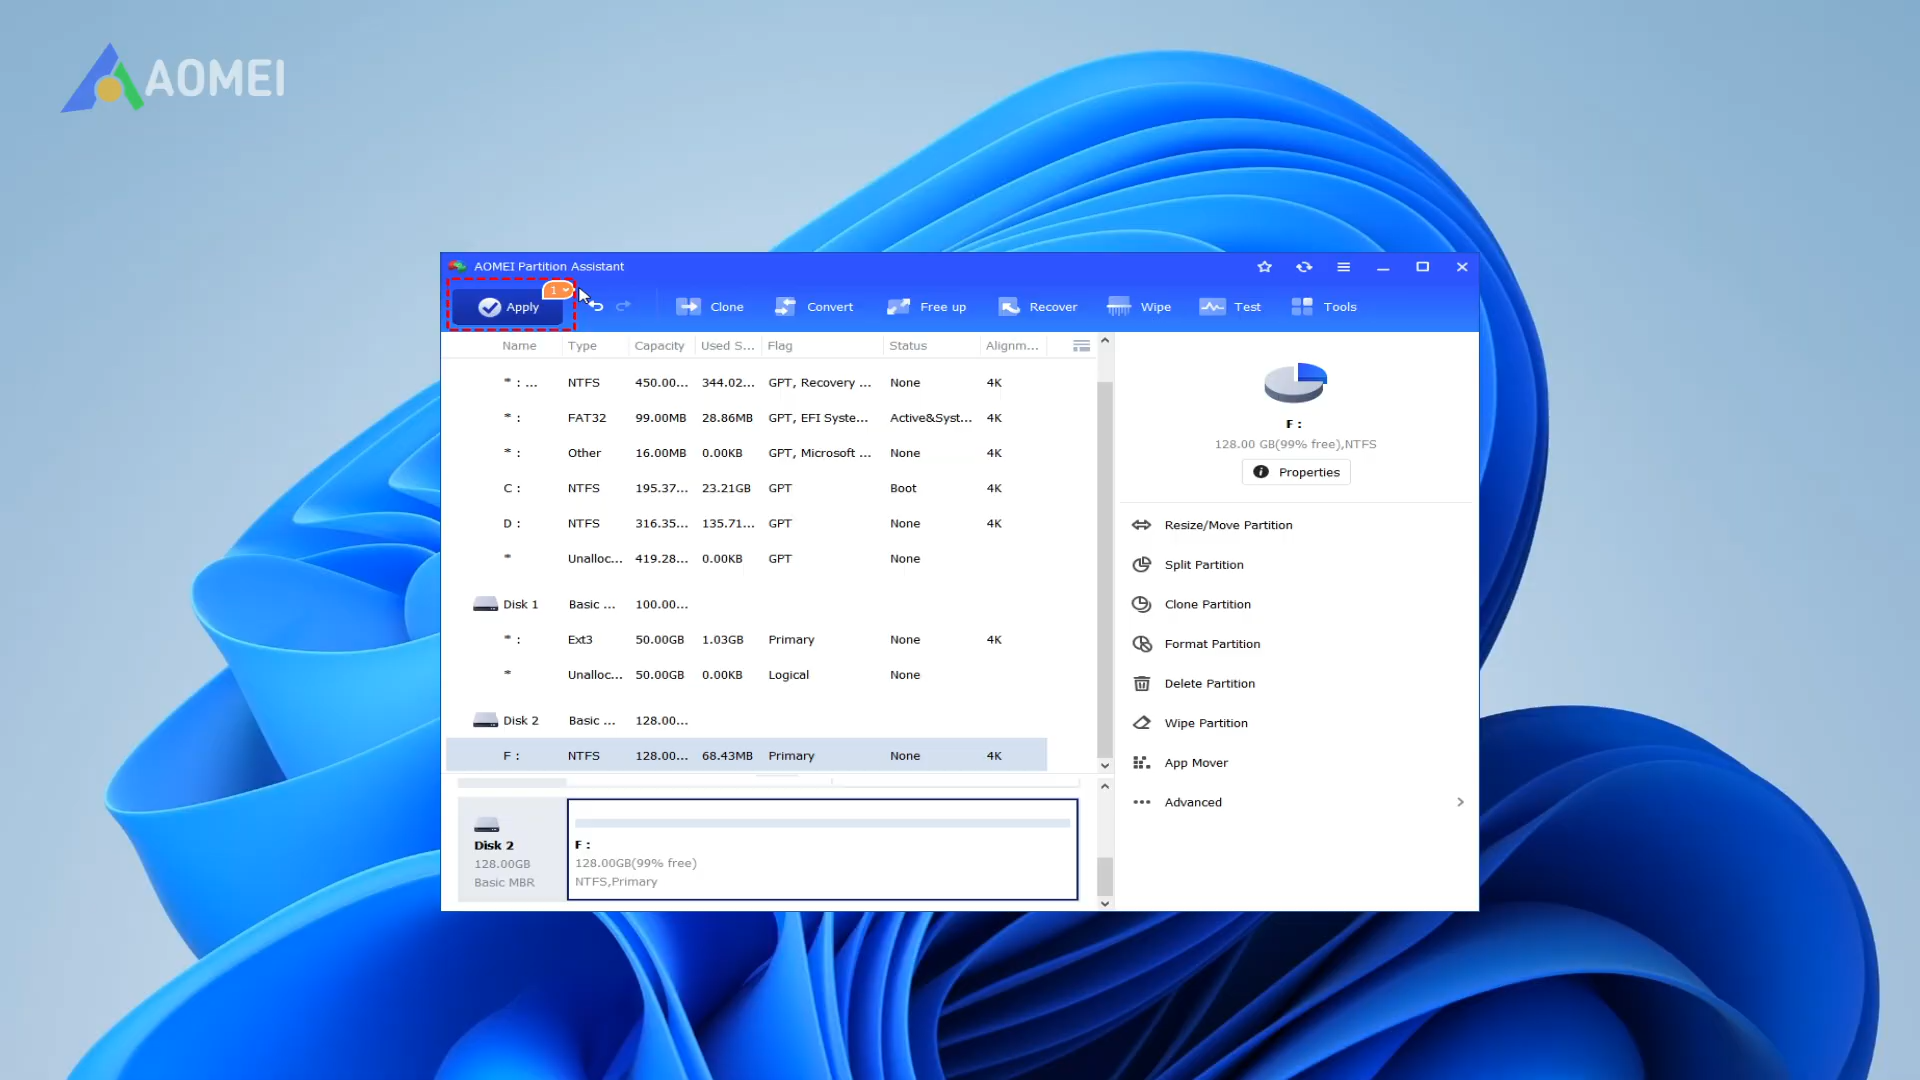 AOMEI
AOMEI Partition Assistant
Apply 1
Clone Convert Free up Recover Wipe Test Tools
Name Type Capacity Used S... Flag Status Alignm...
* : ... NTFS 450.00... 344.02... GPT, Recovery ... None 4K
* : FAT32 99.00MB 28.86MB GPT, EFI Syste... Active&Syst... 4K
* : Other 16.00MB 0.00KB GPT, Microsoft ... None 4K
C : NTFS 195.37... 23.21GB GPT Boot 4K
D : NTFS 316.35... 135.71... GPT None 4K
* Unalloc... 419.28... 0.00KB GPT None
Disk 1 Basic ... 100.00...
* : Ext3 50.00GB 1.03GB Primary None 4K
* Unalloc... 50.00GB 0.00KB Logical None
Disk 2 Basic ... 128.00...
F : NTFS 128.00... 68.43MB Primary None 4K
Disk 2
128.00GB
Basic MBR
F :
128.00GB(99% free)
NTFS,Primary
F :
128.00 GB(99% free),NTFS
Properties
Resize/Move Partition
Split Partition
Clone Partition
Format Partition
Delete Partition
Wipe Partition
App Mover
Advanced